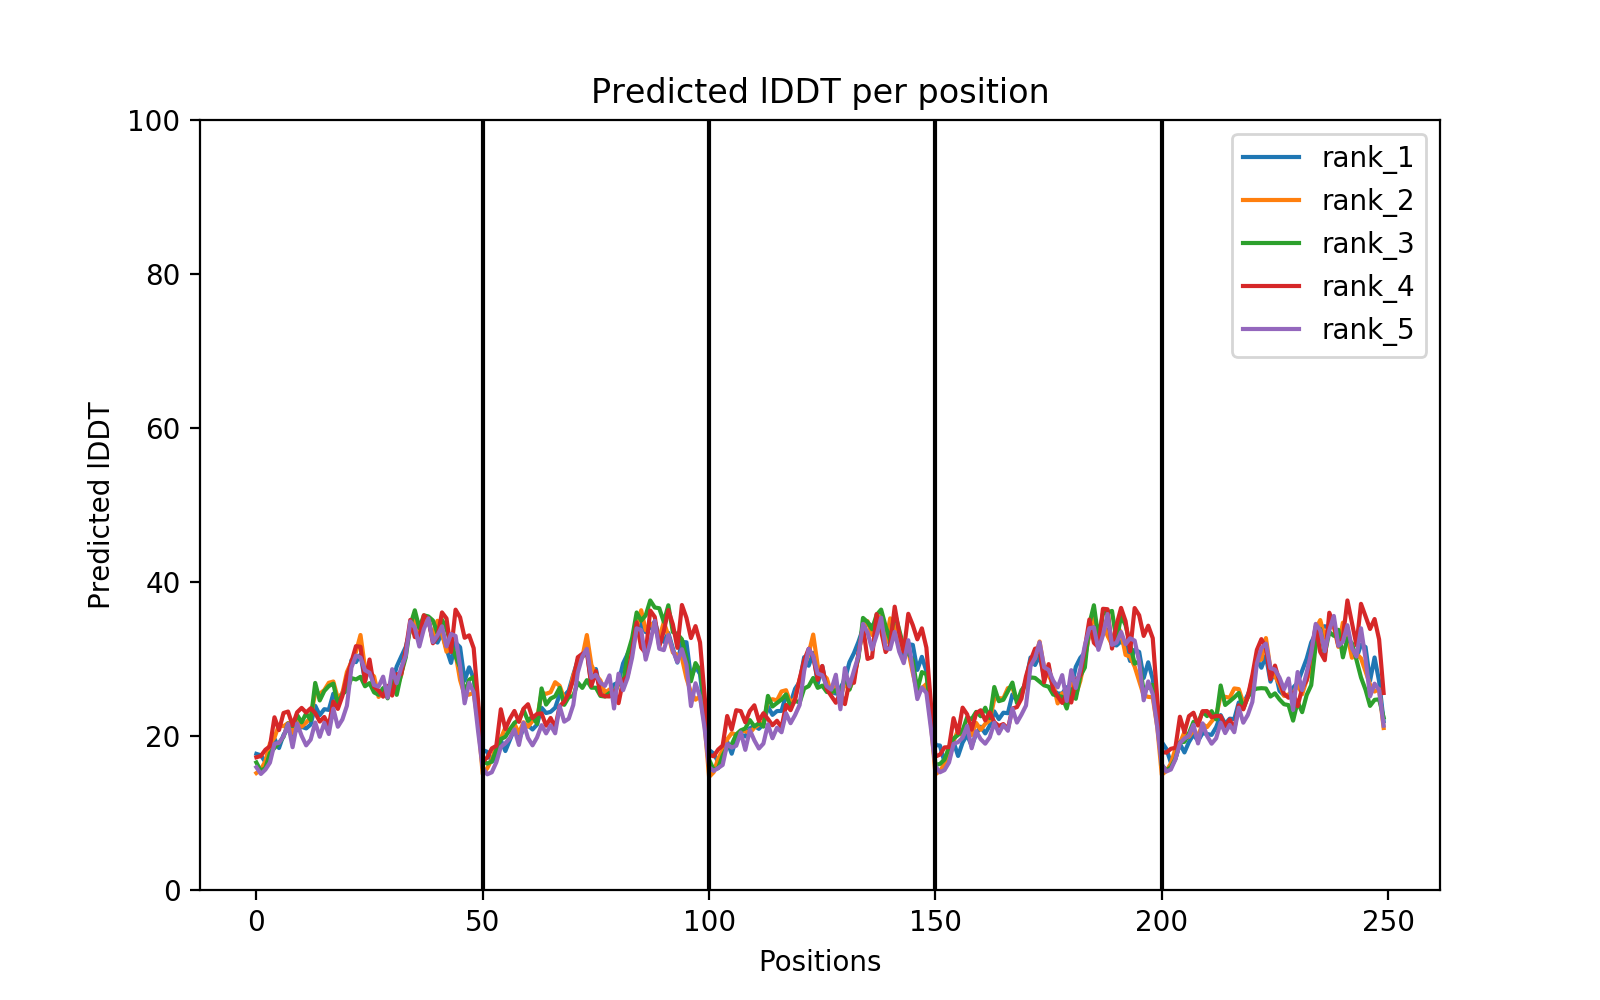 Predicted lDDT per position
100
80
60
40
20
0
Predicted lDDT
rank_1
rank_2
rank_3
rank_4
rank_5
0 50 100 150 200 250
Positions